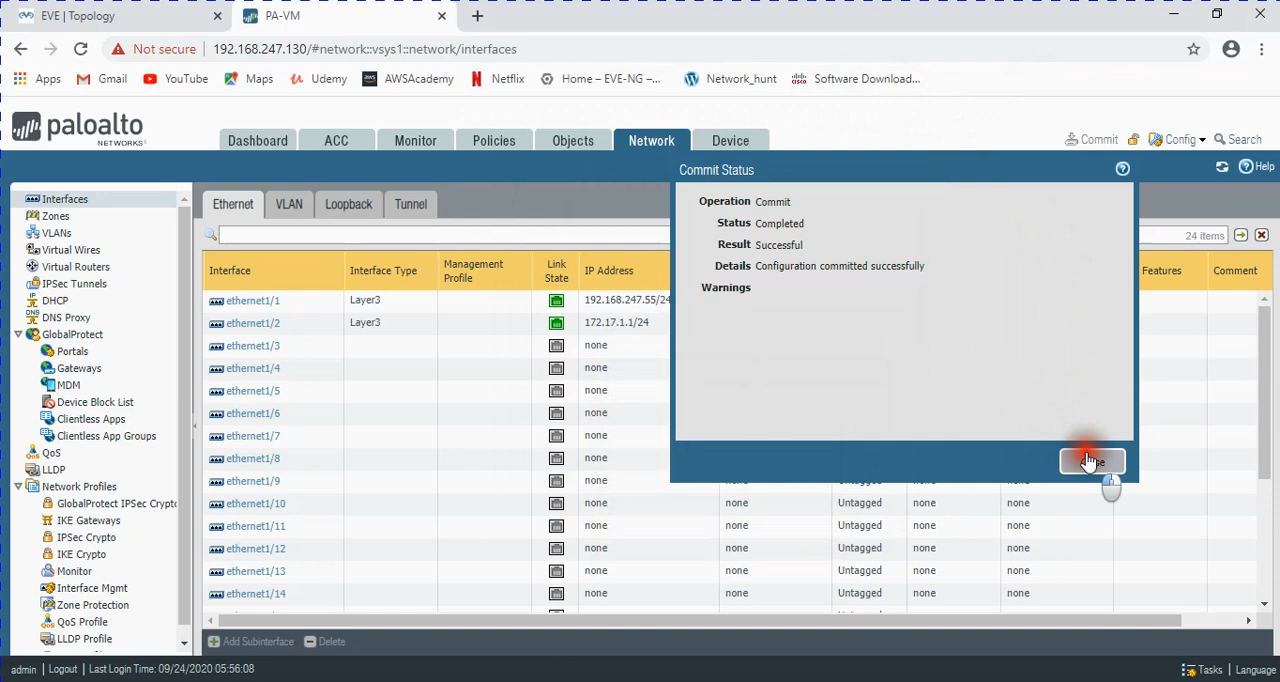 EVE | Topology
PA-VM
Not secure 192.168.247.130/#network::vsys1::network/interfaces
Apps Gmail YouTube Maps Udemy AWSAcademy Netflix Home – EVE-NG –... Network_hunt Software Download...
paloalto
NETWORKS
Dashboard ACC Monitor Policies Objects Network Device
Commit Config Search
Help
Interfaces
Zones
VLANs
Virtual Wires
Virtual Routers
IPSec Tunnels
DHCP
DNS Proxy
GlobalProtect
Portals
Gateways
MDM
Device Block List
Clientless Apps
Clientless App Groups
QoS
LLDP
Network Profiles
GlobalProtect IPSec Crypto
IKE Gateways
IPSec Crypto
IKE Crypto
Monitor
Interface Mgmt
Zone Protection
QoS Profile
LLDP Profile
Ethernet VLAN Loopback Tunnel
24 items
Interface Interface Type Management Profile Link State IP Address Features Comment
ethernet1/1 Layer3 192.168.247.55/24
ethernet1/2 Layer3 172.17.1.1/24
ethernet1/3 none
ethernet1/4 none
ethernet1/5 none
ethernet1/6 none
ethernet1/7 none
ethernet1/8 none
ethernet1/9 none none Untagged none none
ethernet1/10 none none Untagged none none
ethernet1/11 none none Untagged none none
ethernet1/12 none none Untagged none none
ethernet1/13 none none Untagged none none
ethernet1/14 none none Untagged none none
Commit Status
Operation Commit
Status Completed
Result Successful
Details Configuration committed successfully
Warnings
Add Subinterface Delete
admin | Logout | Last Login Time: 09/24/2020 05:56:08
Tasks | Language